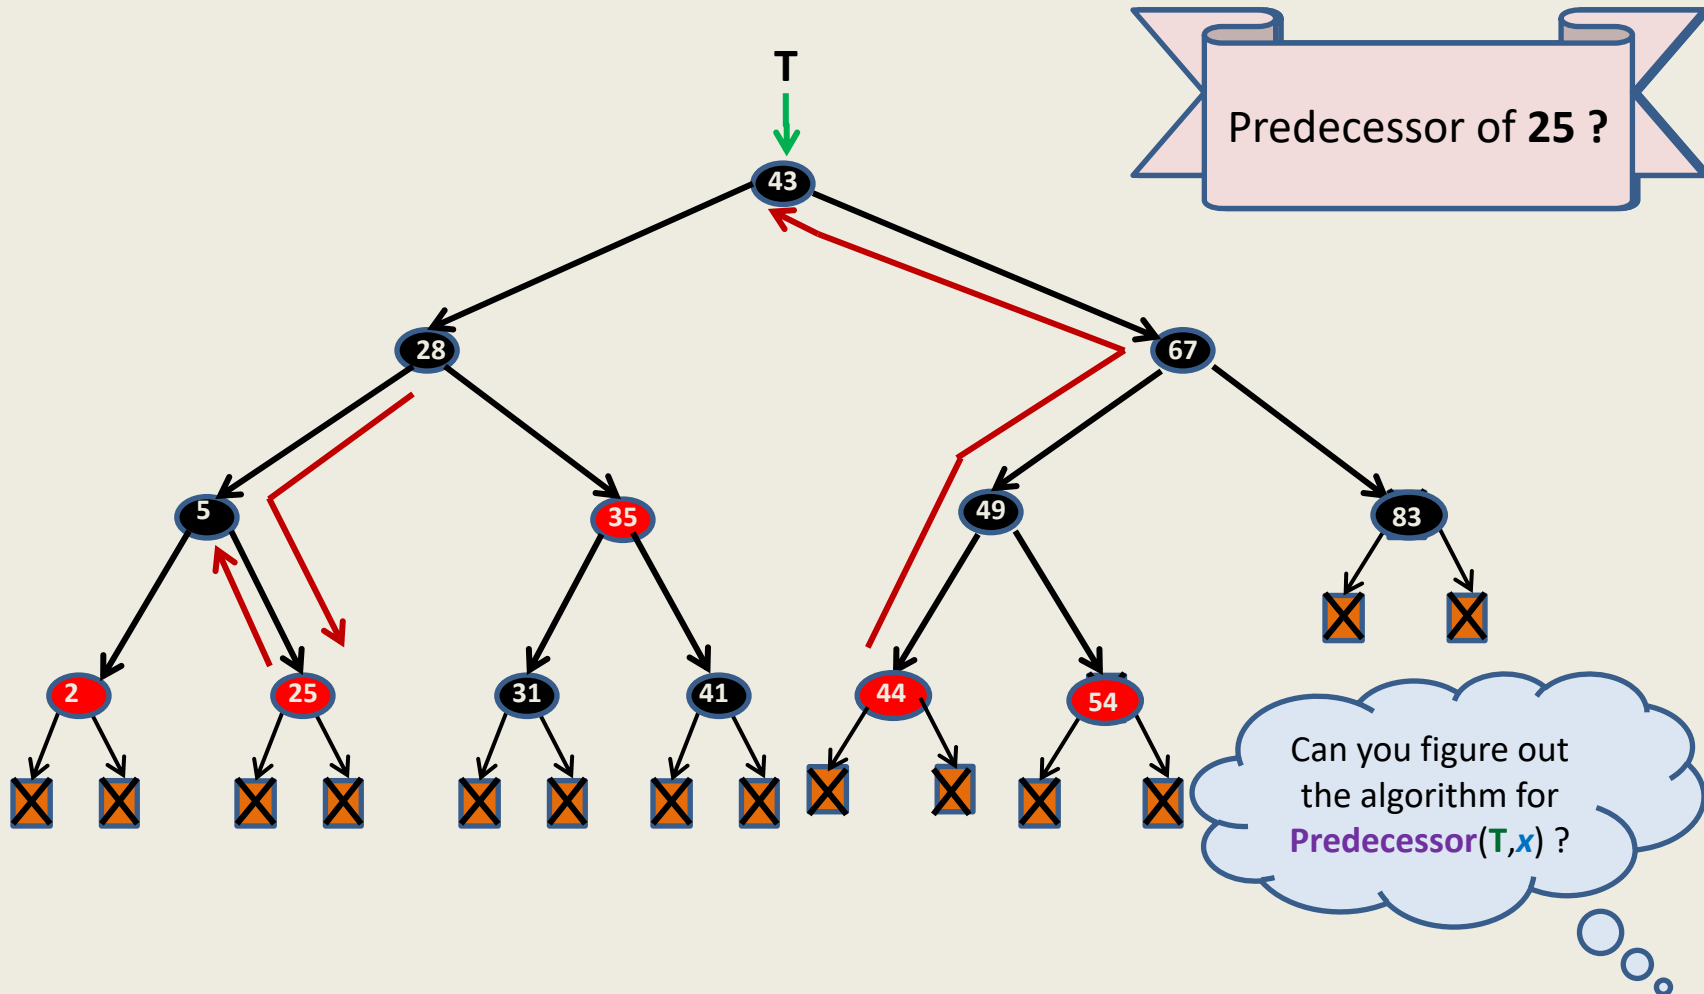 T
Predecessor of 25 ?
43
28
67
5
35
49
83
2
25
31
41
44
54
Can you figure out
the algorithm for
Predecessor(T,x) ?